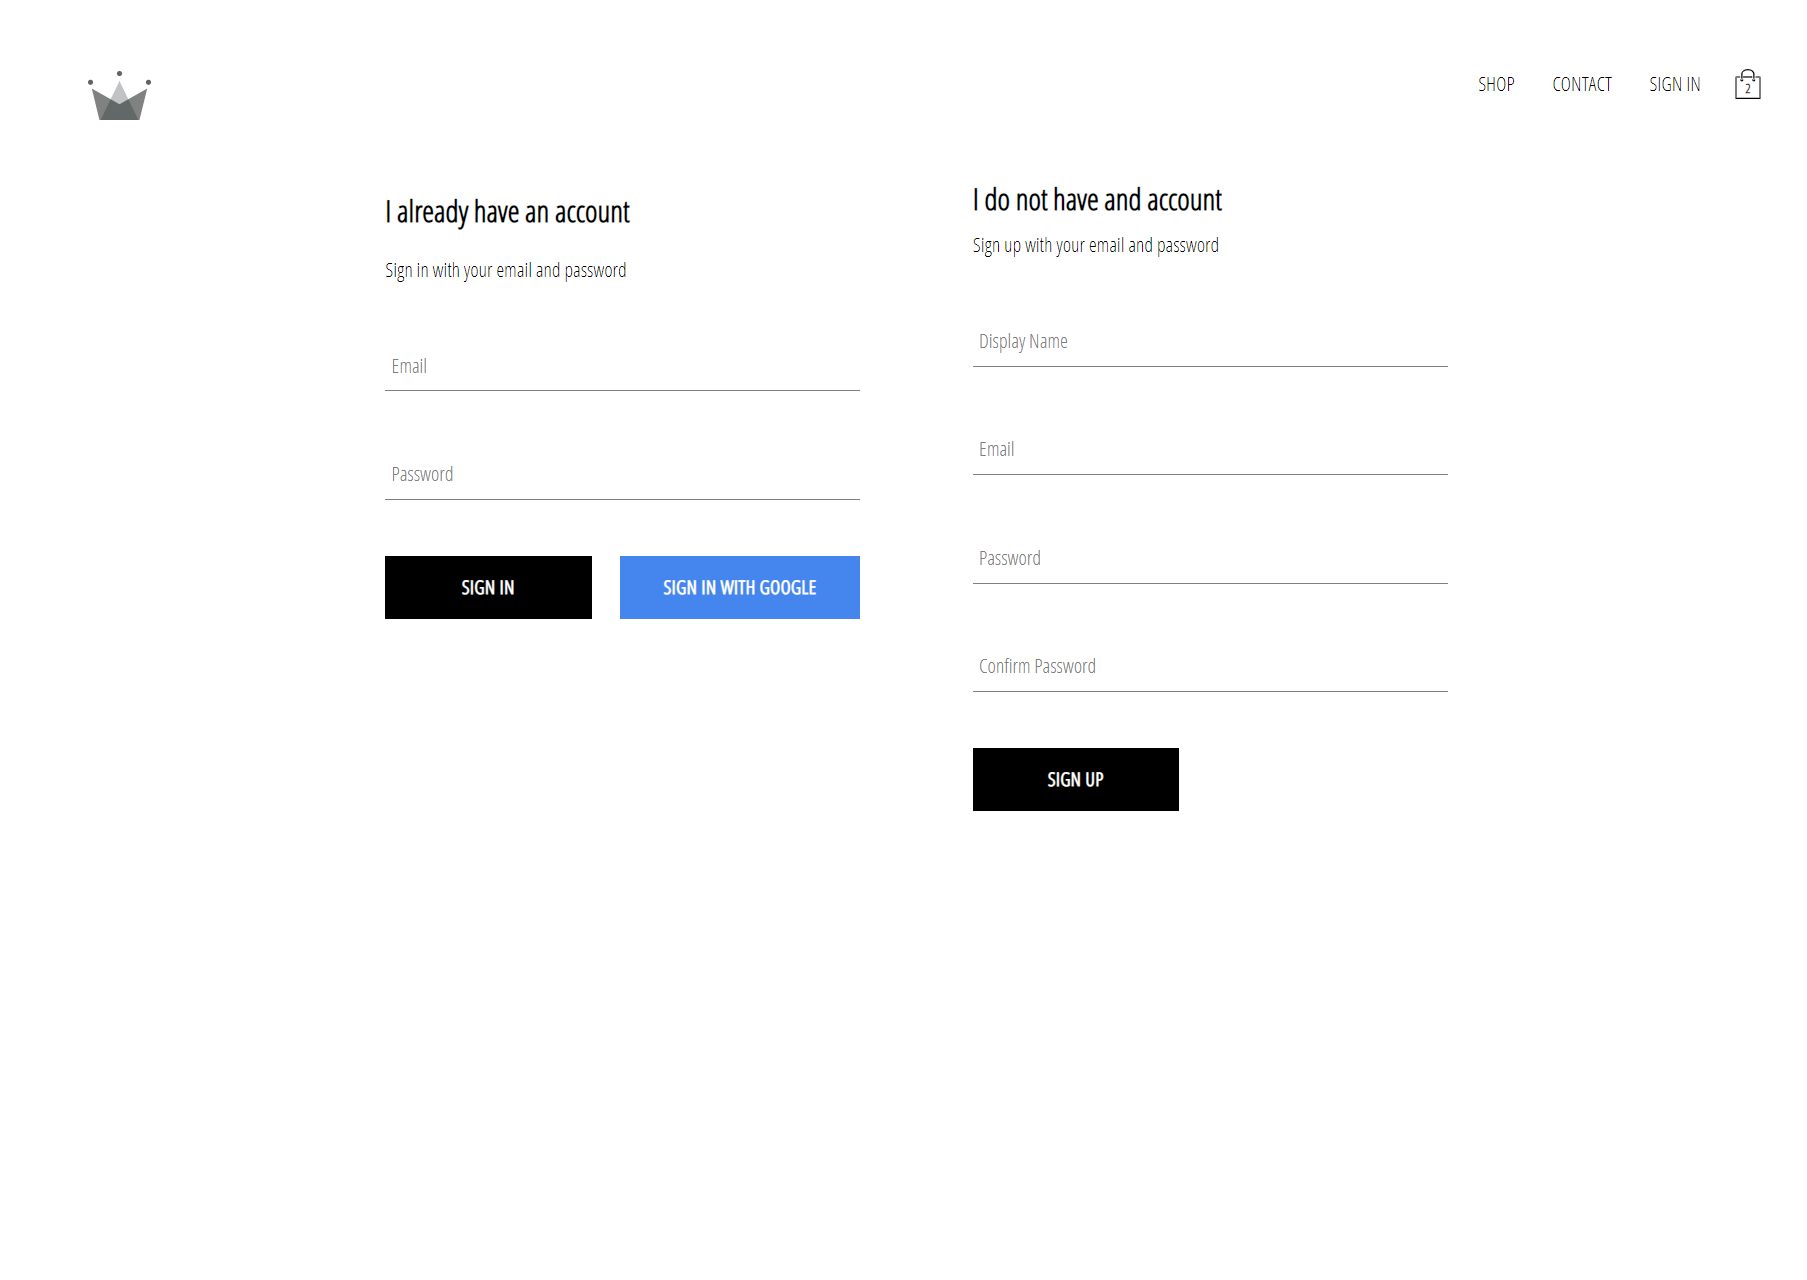 SHOP CONTACT SIGN IN 2
I already have an account
Sign in with your email and password
Email
Password
SIGN IN SIGN IN WITH GOOGLE
I do not have and account
Sign up with your email and password
Display Name
Email
Password
Confirm Password
SIGN UP